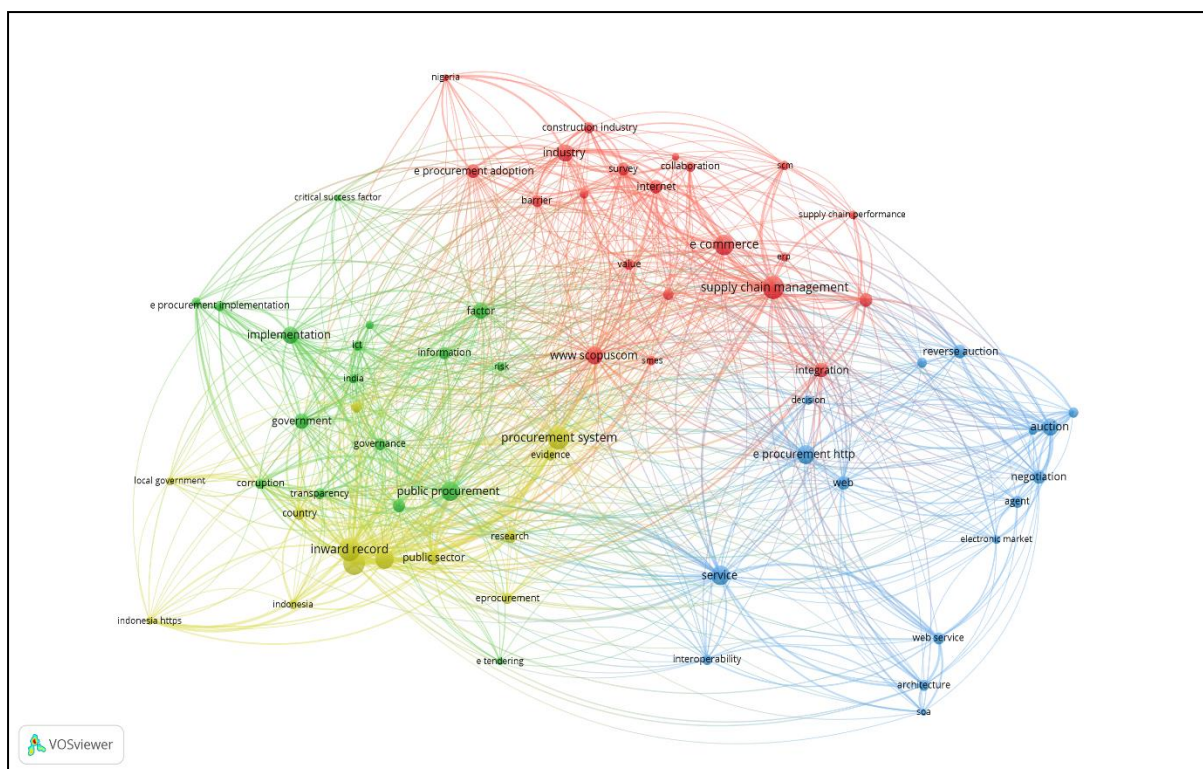 nigeria
construction industry
industry
e procurement adoption
survey
collaboration
scm
internet
critical success factor
barrier
supply chain performance
e commerce
erp
value
supply chain management
e procurement implementation
factor
implementation
ict
information
www scopuscom
smes
reverse auction
risk
integration
india
decision
government
procurement system
auction
governance
evidence
e procurement http
negotiation
local government
corruption
transparency
public procurement
web
agent
country
research
electronic market
inward record
public sector
service
indonesia
eprocurement
indonesia https
web service
e tendering
interoperability
architecture
soa
VOSviewer